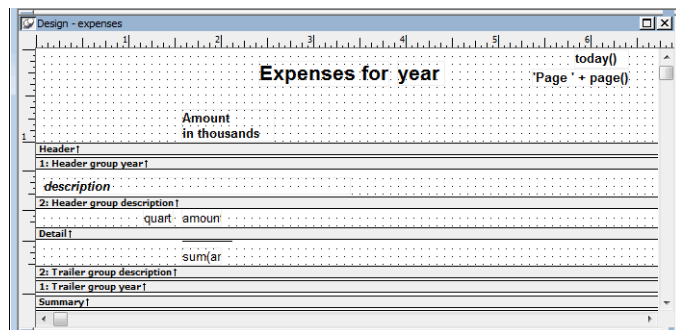 Design - expenses
1 2 3 4 5 6
today()
Expenses for year
'Page ' + page()
Amount
in thousands
1
Header↑
1: Header group year↑
description
2: Header group description↑
quart amoun
Detail↑
sum(ar
2: Trailer group description↑
1: Trailer group year↑
Summary↑